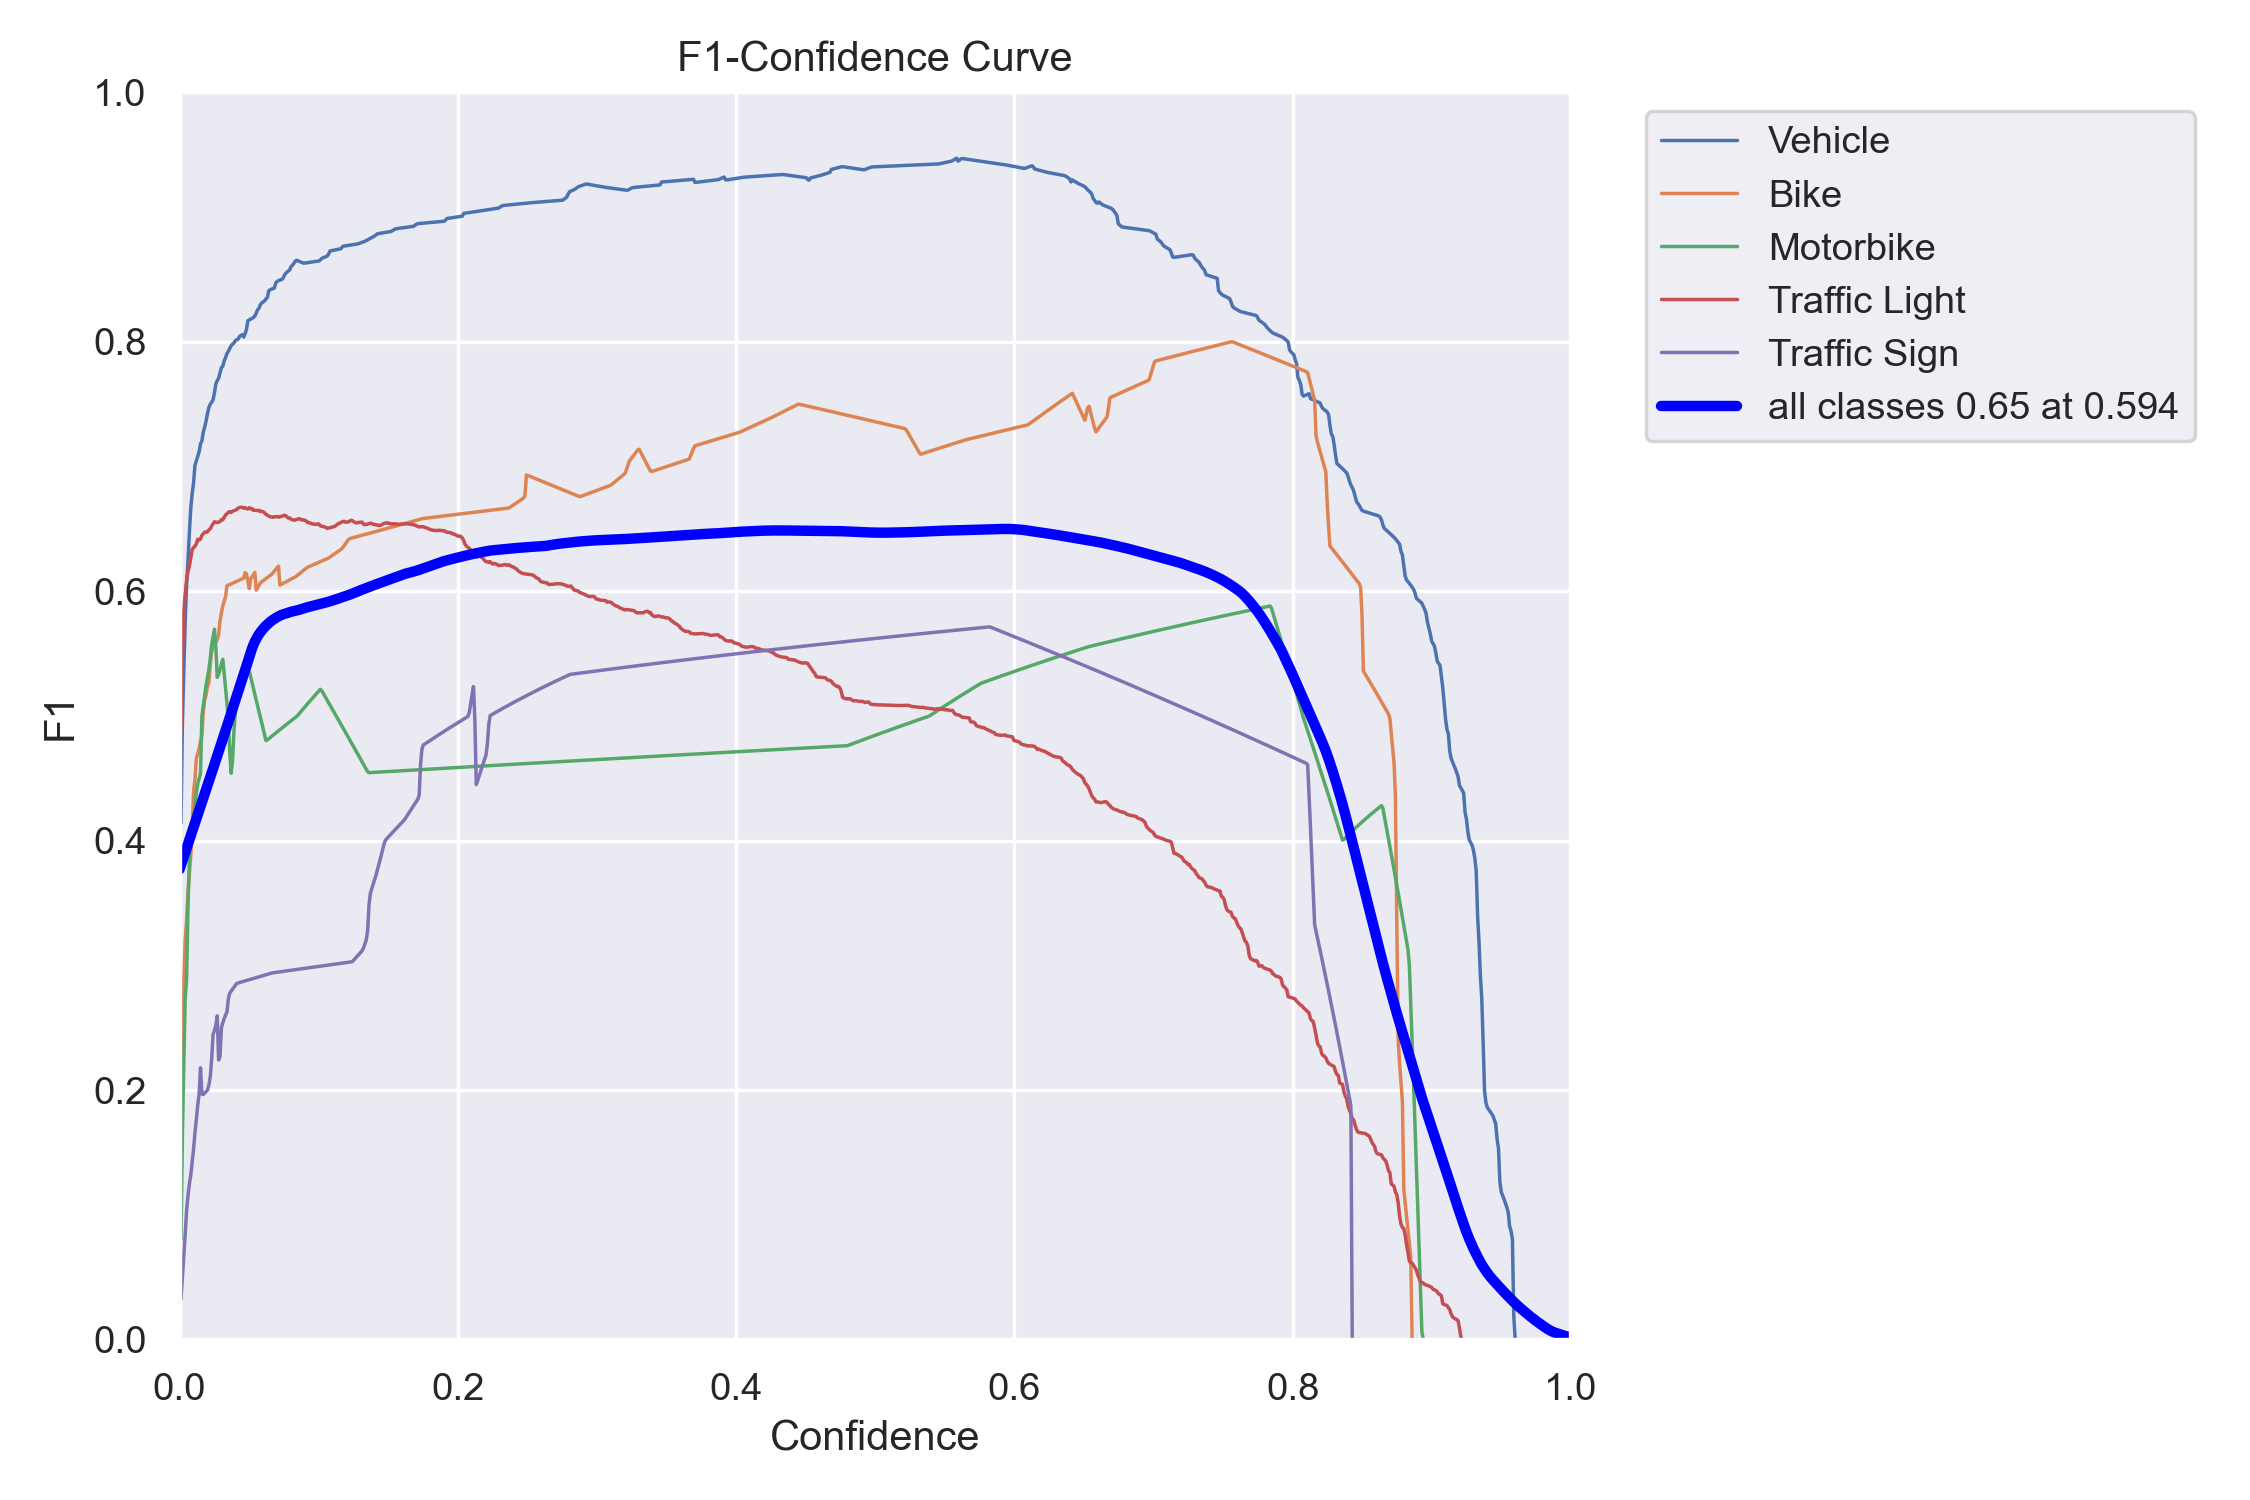 F1-Confidence Curve
1.0
0.8
0.6
0.4
0.2
0.0
F1
0.0 0.2 0.4 0.6 0.8 1.0
Confidence
Vehicle
Bike
Motorbike
Traffic Light
Traffic Sign
all classes 0.65 at 0.594